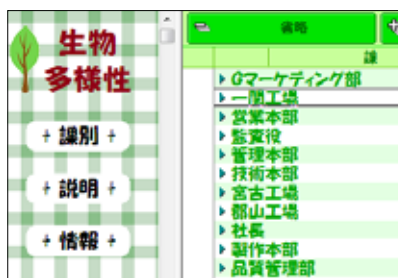 生物
多様性
÷ 課別 ÷
÷ 説明 ÷
÷ 情報 ÷
省略
課
Gマーケティング部
一関工場
営業本部
監査役
管理本部
技術本部
宮古工場
郡山工場
社長
製作本部
品質管理部